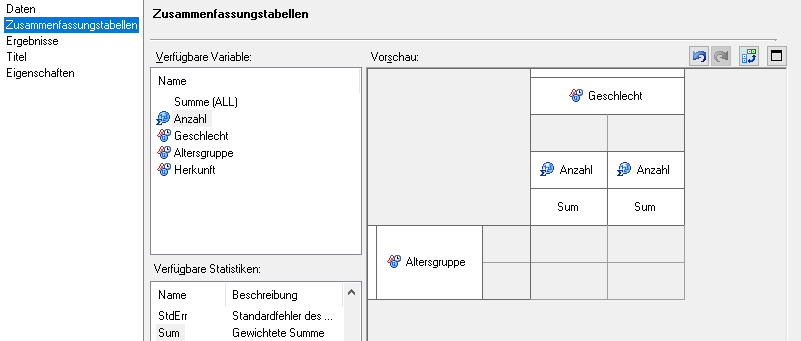 Daten
Zusammenfassungstabellen
Ergebnisse
Titel
Eigenschaften
Zusammenfassungstabellen
Verfügbare Variable:
Name
Summe (ALL)
Anzahl
Geschlecht
Altersgruppe
Herkunft
Verfügbare Statistiken:
Name Beschreibung
StdErr Standardfehler des ...
Sum Gewichtete Summe
Vorschau:
Geschlecht
Anzahl Anzahl
Sum Sum
Altersgruppe